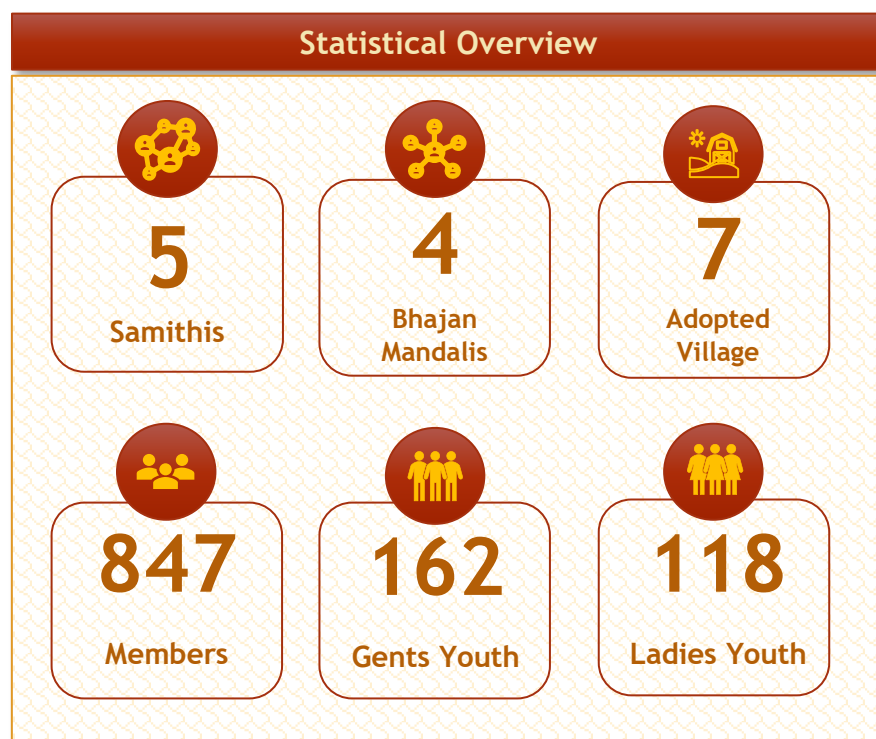 Statistical Overview
5
Samithis
4
Bhajan
Mandalis
7
Adopted
Village
847
Members
162
Gents Youth
118
Ladies Youth